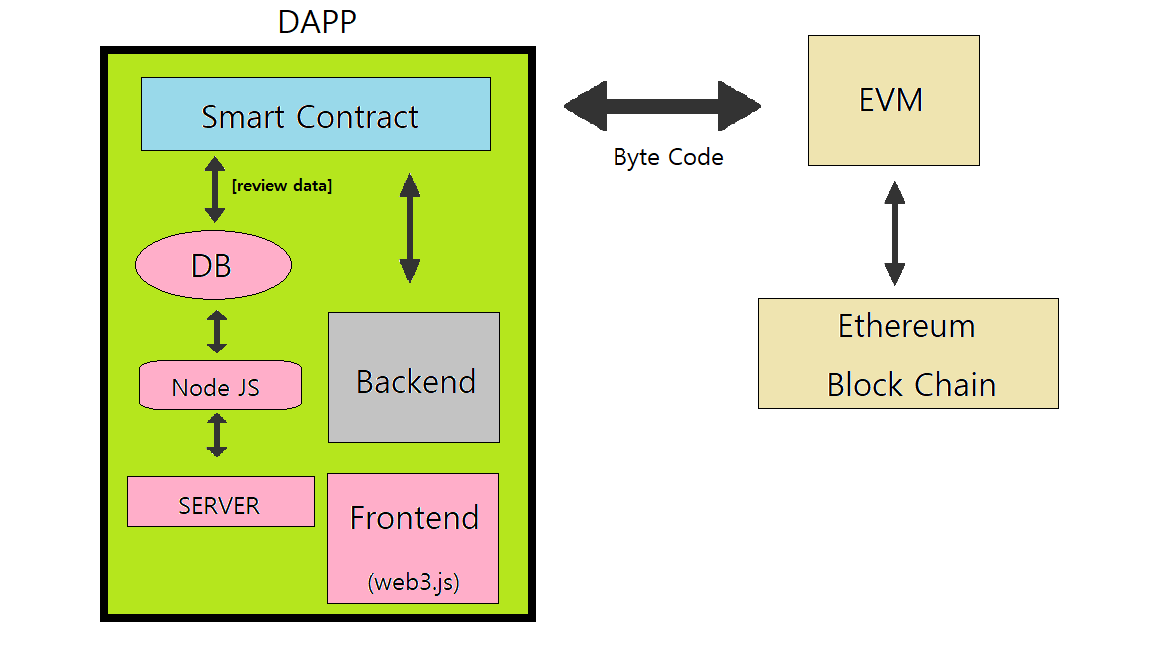 DAPP
Smart Contract
[review data]
DB
Node JS
SERVER
Backend
Frontend
(web3.js)
Byte Code
EVM
Ethereum
Block Chain